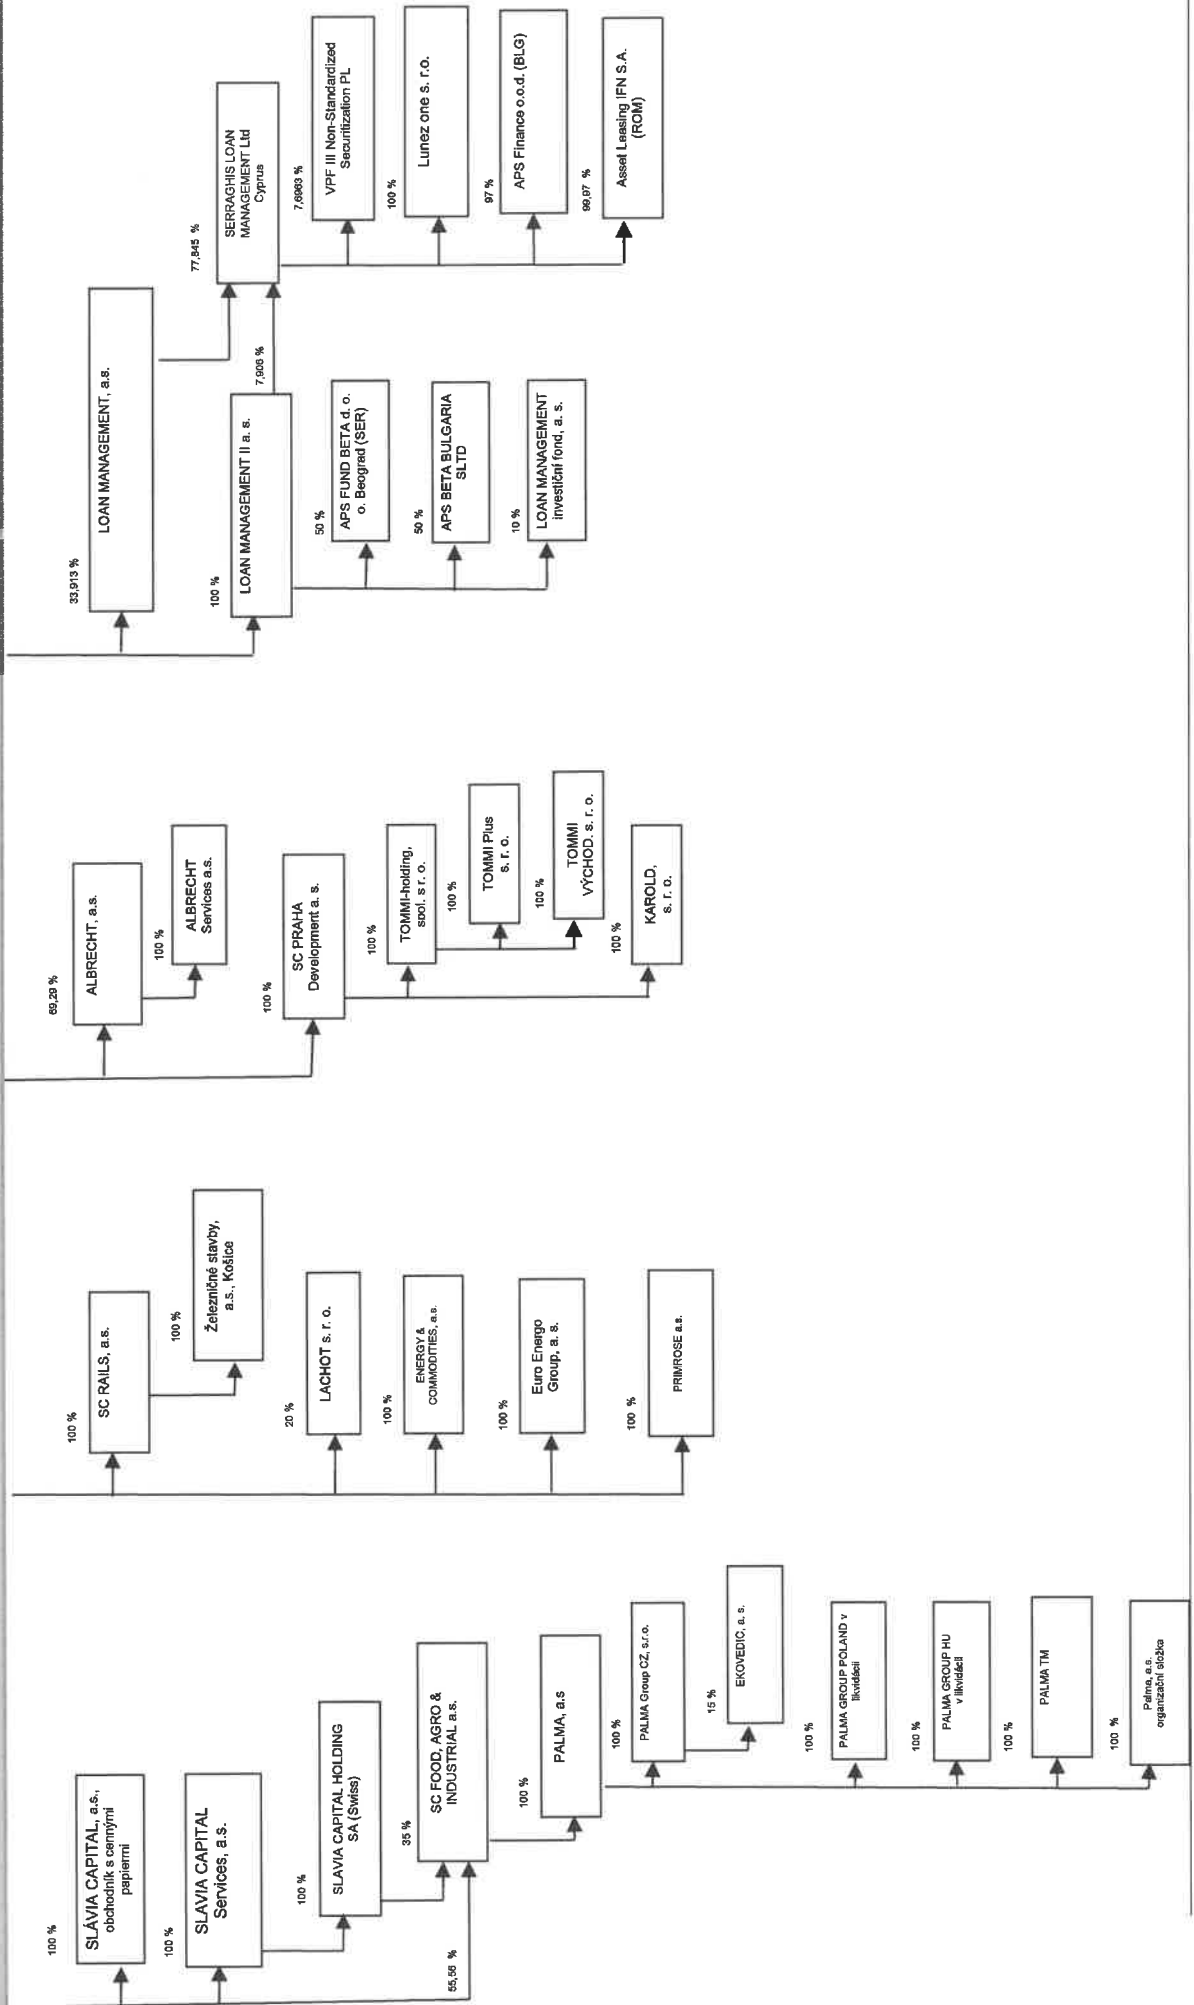 100 %
SLÁVIA CAPITAL, a.s.,
obchodník s cennými
papiermi
100 %
SLAVIA CAPITAL
Services, a.s.
100 %
SLAVIA CAPITAL HOLDING
SA (Swiss)
55,56 %
35 %
SC FOOD, AGRO &
INDUSTRIAL a.s.
100 %
PALMA, a.s
100 %
PALMA Group CZ, s.r.o.
15 %
EKOVEDIC, a. s.
100 %
PALMA GROUP POLAND v
likvidácii
100 %
PALMA GROUP HU
v likvidácii
100 %
PALMA TM
100 %
Palma, a.s.
organizační složka
100 %
SC RAILS, a.s.
100 %
Železničné stavby,
a.s., Košice
20 %
LACHOT s. r. o.
100 %
ENERGY &
COMMODITIES, a.s.
100 %
Euro Energo
Group, a. s.
100 %
PRIMROSE a.s.
69,29 %
ALBRECHT, a.s.
100 %
ALBRECHT
Services a.s.
100 %
SC PRAHA
Development a. s.
100 %
TOMMI-holding,
spol. s r. o.
100 %
TOMMI Plus
s. r. o.
100 %
TOMMI
VÝCHOD. s. r. o.
100 %
KAROLD,
s. r. o.
33,913 %
LOAN MANAGEMENT, a.s.
100 %
LOAN MANAGEMENT II a. s.
7,906 %
50 %
APS FUND BETA d. o.
o. Beograd (SER)
50 %
APS BETA BULGARIA
SLTD
10 %
LOAN MANAGEMENT
investiční fond, a. s.
77,845 %
SERRAGHIS LOAN
MANAGEMENT Ltd
Cyprus
7,6963 %
VPF III Non-Standardized
Securitization PL
100 %
Lunez one s. r.o.
97 %
APS Finance o.o.d. (BLG)
99,97 %
Asset Leasing IFN S.A.
(ROM)